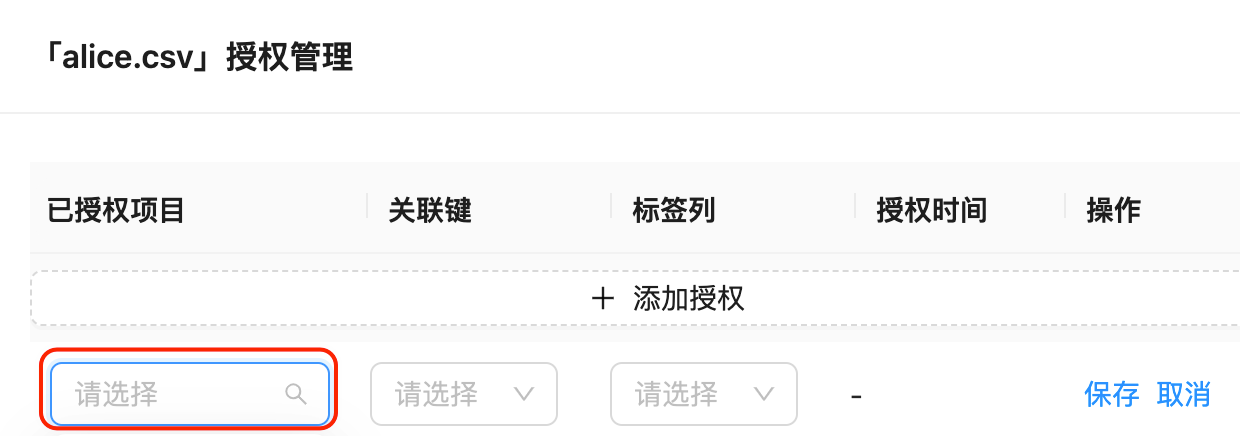 「alice.csv」授权管理
已授权项目 关联键 标签列 授权时间 操作
+ 添加授权
请选择 请选择 请选择 - 保存 取消